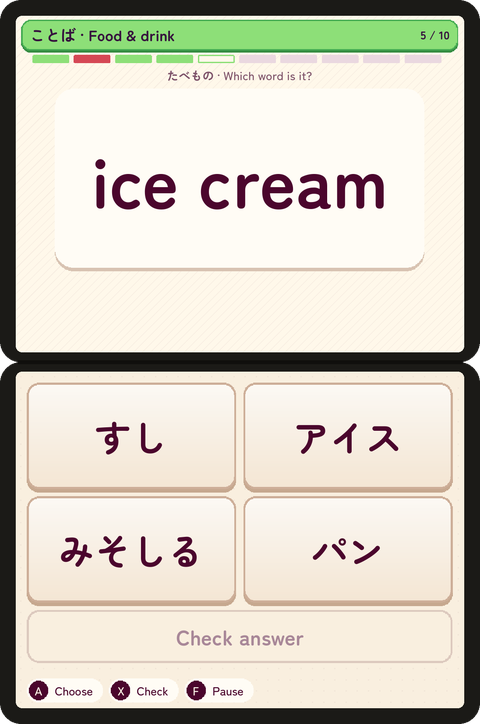 ことば · Food & drink
5 / 10
たべもの · Which word is it?
ice cream
すし
アイス
みそしる
パン
Check answer
A Choose
X Check
F Pause